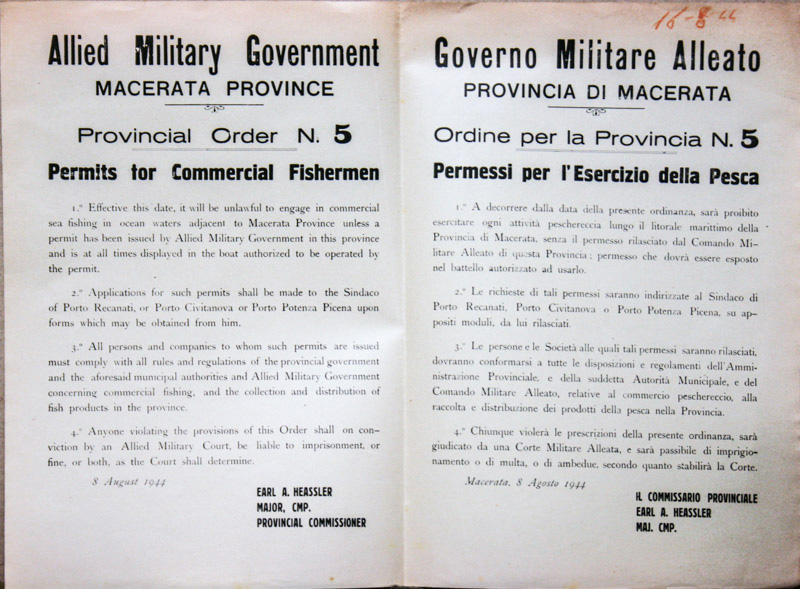 16-8 44
Allied Military Government
MACERATA PROVINCE
Provincial Order N. 5
Permits for Commercial Fishermen
1.º Effective this date, it will be unlawful to engage in commercial
sea fishing in ocean waters adjacent to Macerata Province unless a
permit has been issued by Allied Military Government in this province
and is at all times displayed in the boat authorized to be operated by
the permit.
2.º Applications for such permits shall be made to the Sindaco
of Porto Recanati, or Porto Civitanova or Porto Potenza Picena upon
forms which may be obtained from him.
3.º All persons and companies to whom such permits are issued
must comply with all rules and regulations of the provincial government
and the aforesaid municipal authorities and Allied Military Government
concerning commercial fishing, and the collection and distribution of
fish products in the province.
4.º Anyone violating the provisions of this Order shall on con-
viction by an Allied Military Court, be liable to imprisonment, or
fine, or both, as the Court shall determine.
8 August 1944
EARL A. HEASSLER
MAJOR, CMP.
PROVINCIAL COMMISSIONER
Governo Militare Alleato
PROVINCIA DI MACERATA
Ordine per la Provincia N. 5
Permessi per l'Esercizio della Pesca
1.º A decorrere dalla data della presente ordinanza, sarà proibito
esercitare ogni attività peschereccia lungo il litorale marittimo della
Provincia di Macerata, senza il permesso rilasciato dal Comando Mi-
litare Alleato di questa Provincia; permesso che dovrà essere esposto
nel battello autorizzato ad usarlo.
2.º Le richieste di tali permessi saranno indirizzate al Sindaco di
Porto Recanati, Porto Civitanova o Porto Potenza Picena, su ap-
positi moduli, da lui rilasciati.
3.º Le persone e le Società alle quali tali permessi saranno rilasciati,
dovranno conformarsi a tutte le disposizioni e regolamenti dell'Ammi-
nistrazione Provinciale, e della suddetta Autorità Municipale, e del
Comando Militare Alleato, relative al commercio peschereccio, alla
raccolta e distribuzione dei prodotti della pesca nella Provincia.
4.º Chiunque violerà le prescrizioni della presente ordinanza, sarà
giudicato da una Corte Militare Alleata, e sarà passibile di imprigio-
namento o di multa, o di ambedue, secondo quanto stabilirà la Corte.
Macerata, 8 Agosto 1944
IL COMMISSARIO PROVINCIALE
EARL A. HEASSLER
MAJ. CMP.